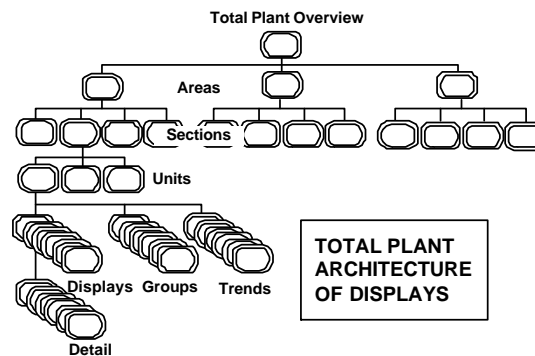 Total Plant Overview
Areas
Sections
Units
Displays Groups Trends
TOTAL PLANT
ARCHITECTURE
OF DISPLAYS
Detail